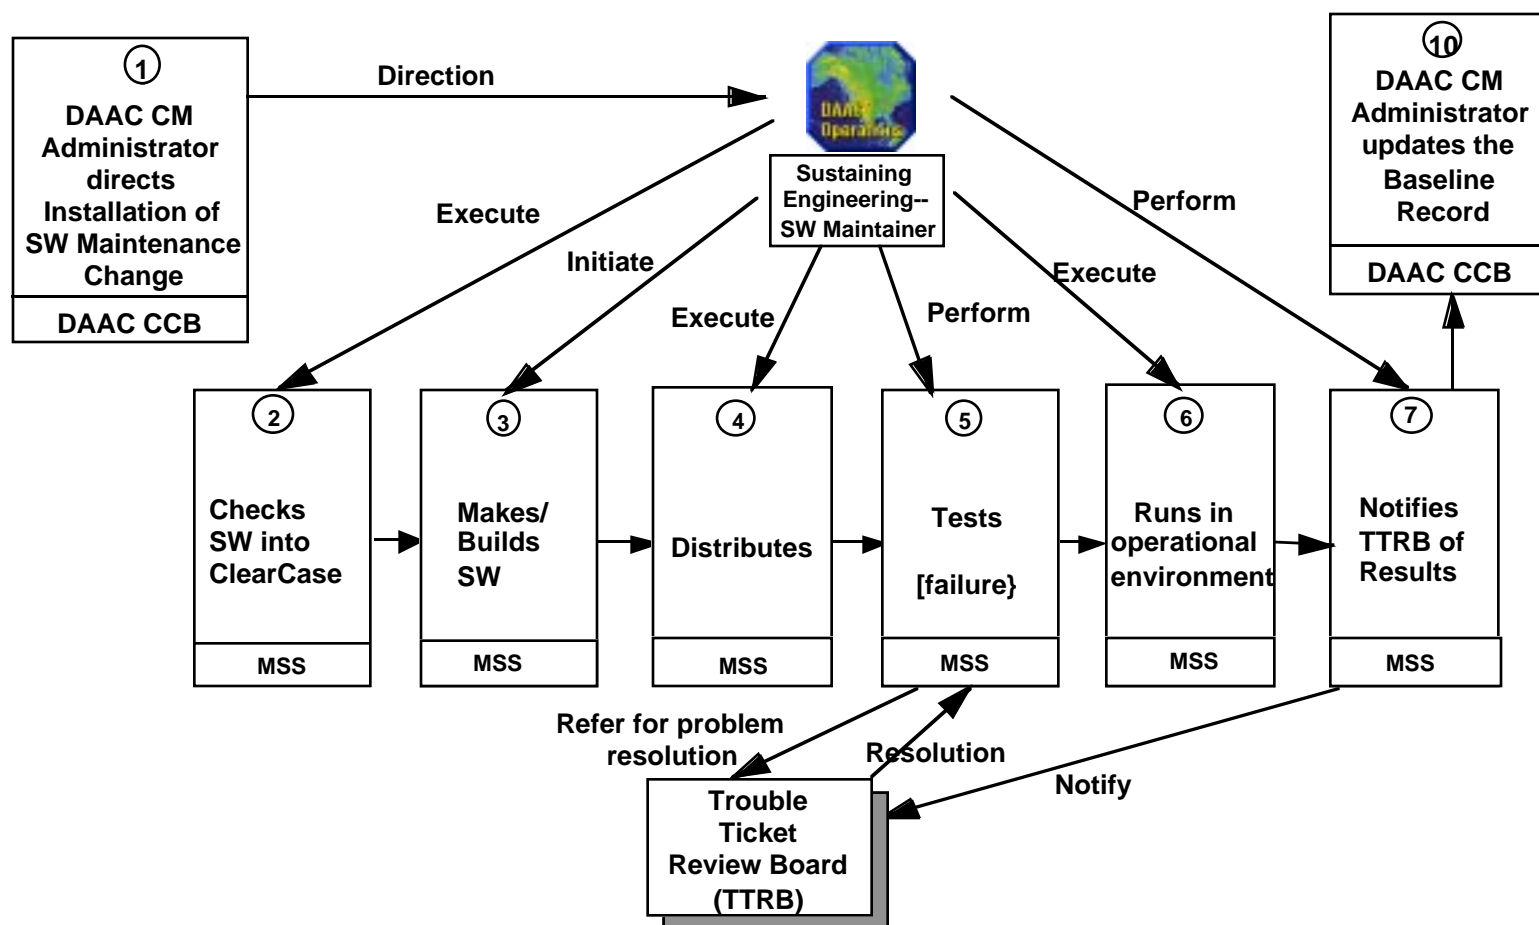 1
DAAC CM
Administrator
directs
Installation of
SW Maintenance
Change
DAAC CCB
Direction
DAAC
Operations
Sustaining
Engineering--
SW Maintainer
10
DAAC CM
Administrator
updates the
Baseline
Record
DAAC CCB
Execute
Initiate
Execute
Perform
Execute
Perform
2
Checks
SW into
ClearCase
MSS
3
Makes/
Builds
SW
MSS
4
Distributes
MSS
5
Tests
[failure}
MSS
6
Runs in
operational
environment
MSS
7
Notifies
TTRB of
Results
MSS
Refer for problem
resolution
Resolution
Notify
Trouble
Ticket
Review Board
(TTRB)